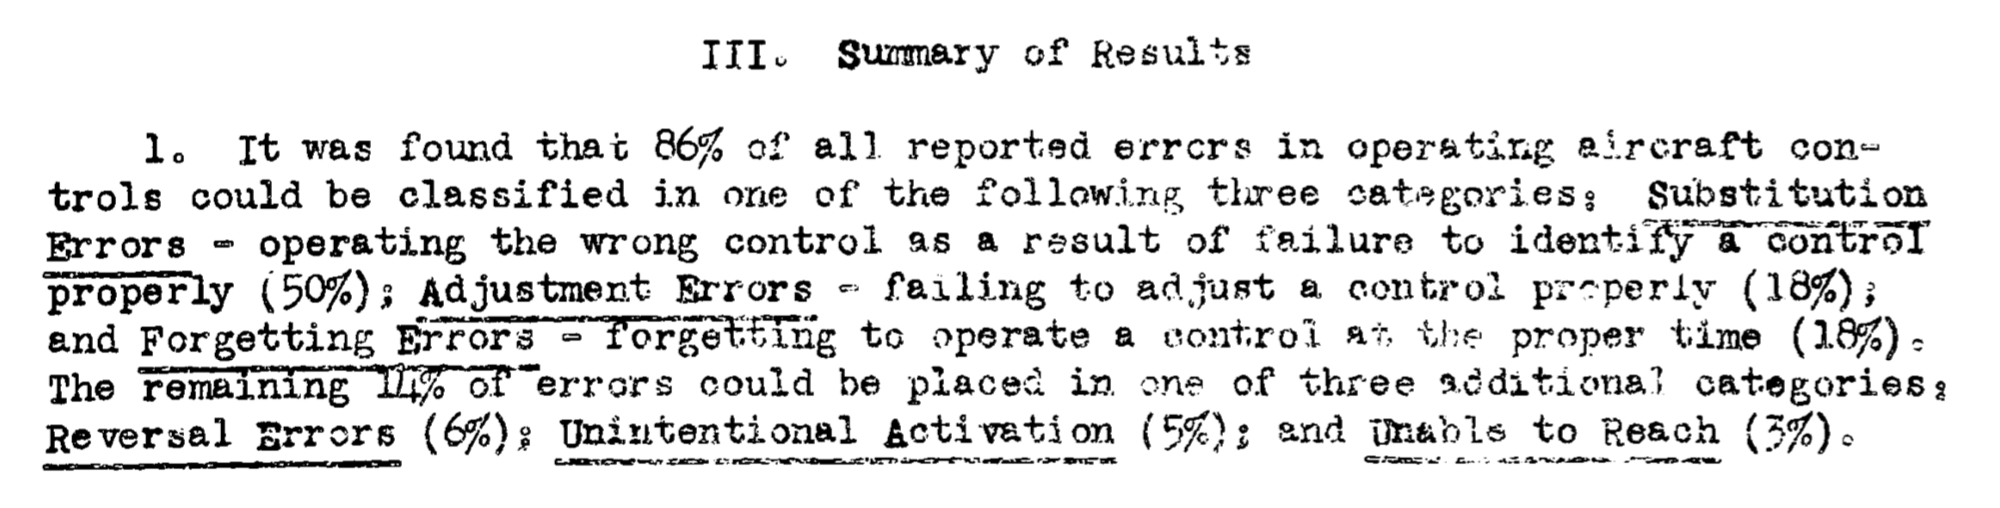 III. Summary of Results
1. It was found that 86% of all reported errors in operating aircraft con-
trols could be classified in one of the following three categories: Substitution
Errors - operating the wrong control as a result of failure to identify a control
properly (50%); Adjustment Errors - failing to adjust a control properly (18%);
and Forgetting Errors - forgetting to operate a control at the proper time (18%).
The remaining 14% of errors could be placed in one of three additional categories:
Reversal Errors (6%); Unintentional Activation (5%); and Unable to Reach (3%).